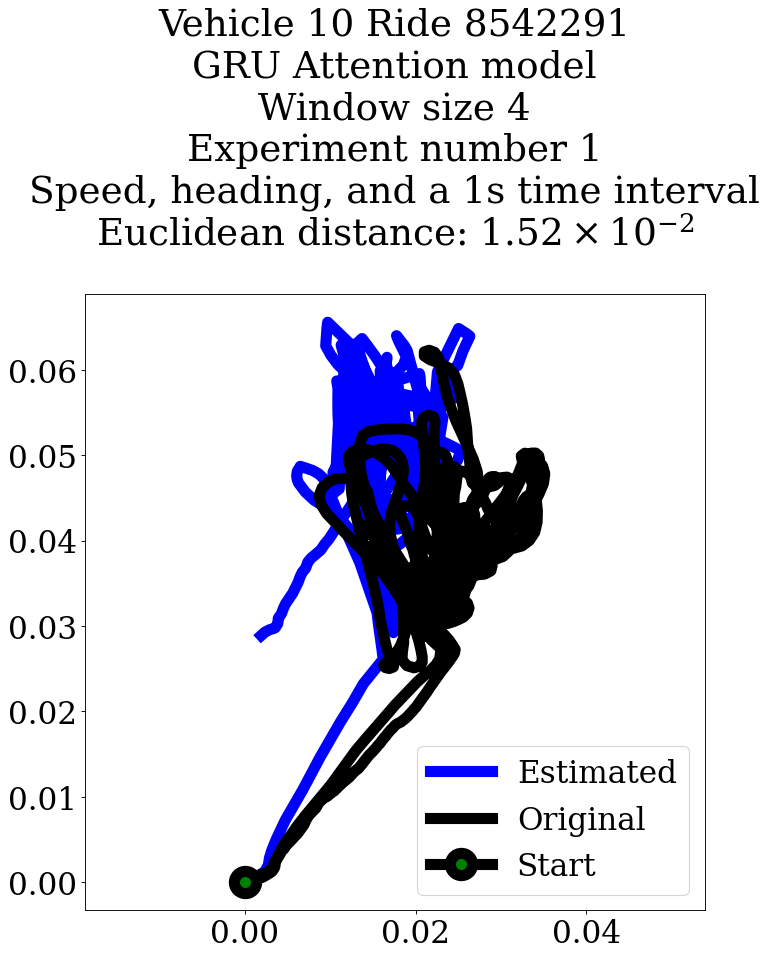 Vehicle 10 Ride 8542291
GRU Attention model
Window size 4
Experiment number 1
Speed, heading, and a 1s time interval
Euclidean distance: 1.52 × 10⁻²
0.06
0.05
0.04
0.03
0.02
0.01
0.00
Estimated
Original
Start
0.00 0.02 0.04